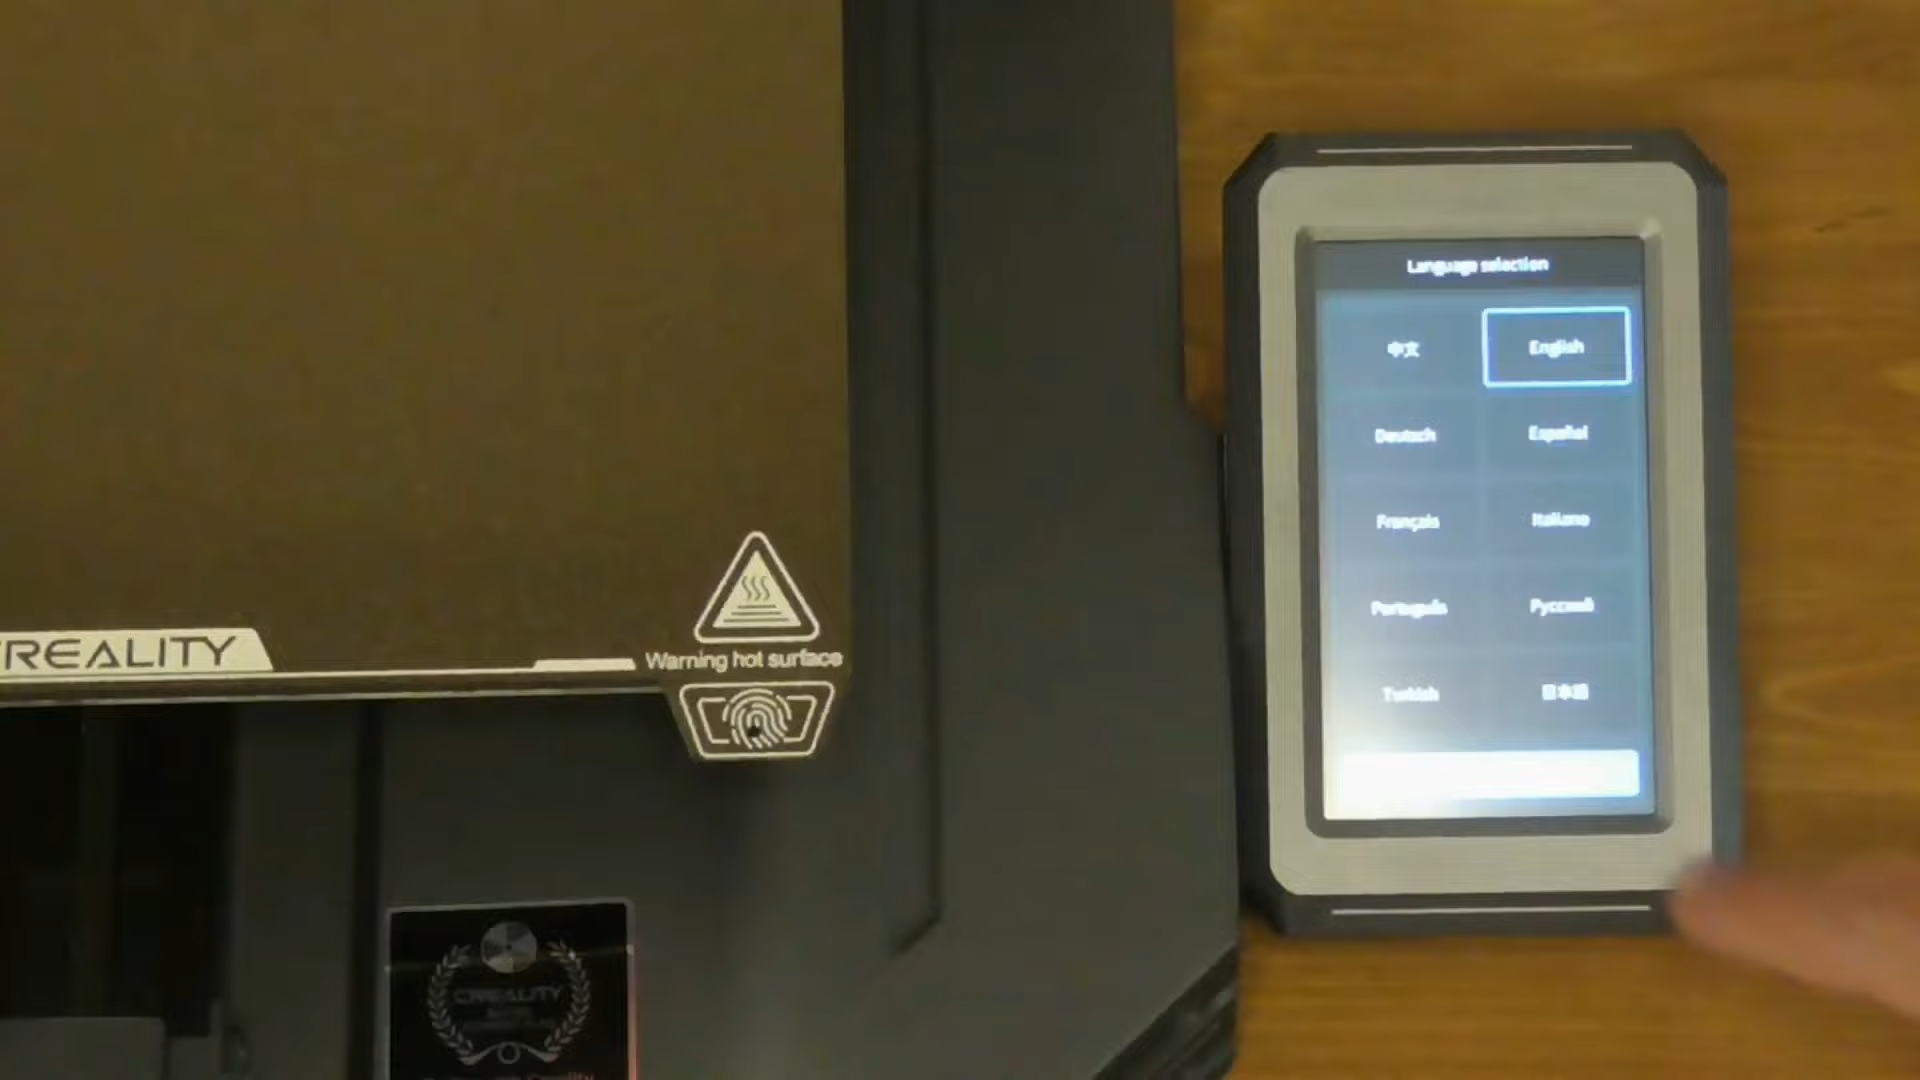 Language selection
中文
English
Deutsch
Español
Français
Italiano
Português
Русский
Turkish
日本語
CREALITY
Warning hot surface
CREALITY